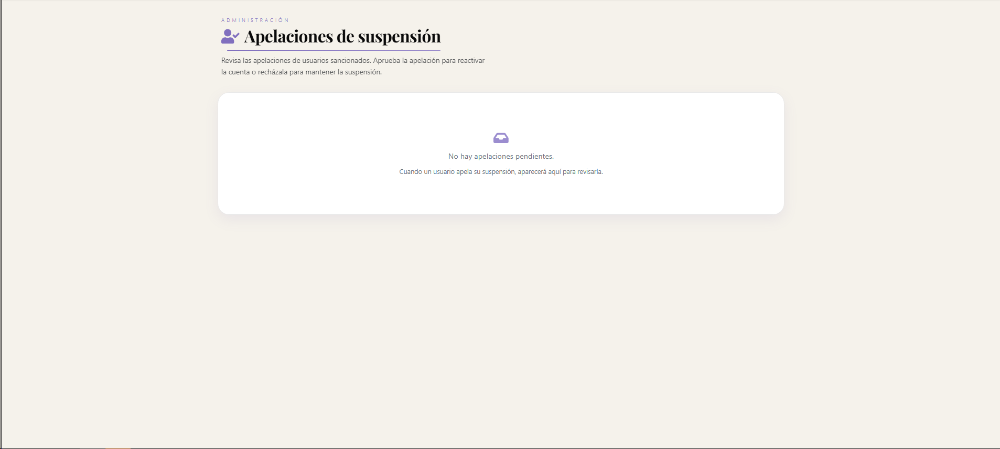 ADMINISTRACIÓN
Apelaciones de suspensión
Revisa las apelaciones de usuarios sancionados. Aprueba la apelación para reactivar
la cuenta o recházala para mantener la suspensión.
No hay apelaciones pendientes.
Cuando un usuario apela su suspensión, aparecerá aquí para revisarla.